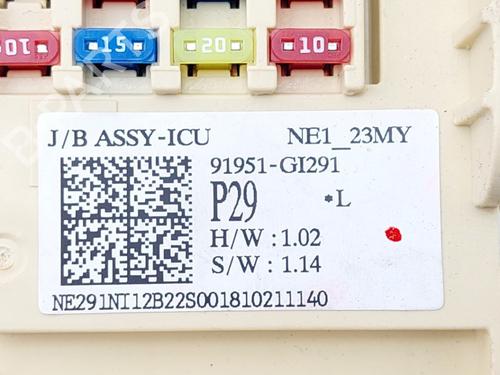 10
15
20
10
J/B ASSY-ICU NE1_23MY
91951-GI291
P29 *L
H/W : 1.02
S/W : 1.14
NE291NI12B22S001810211140